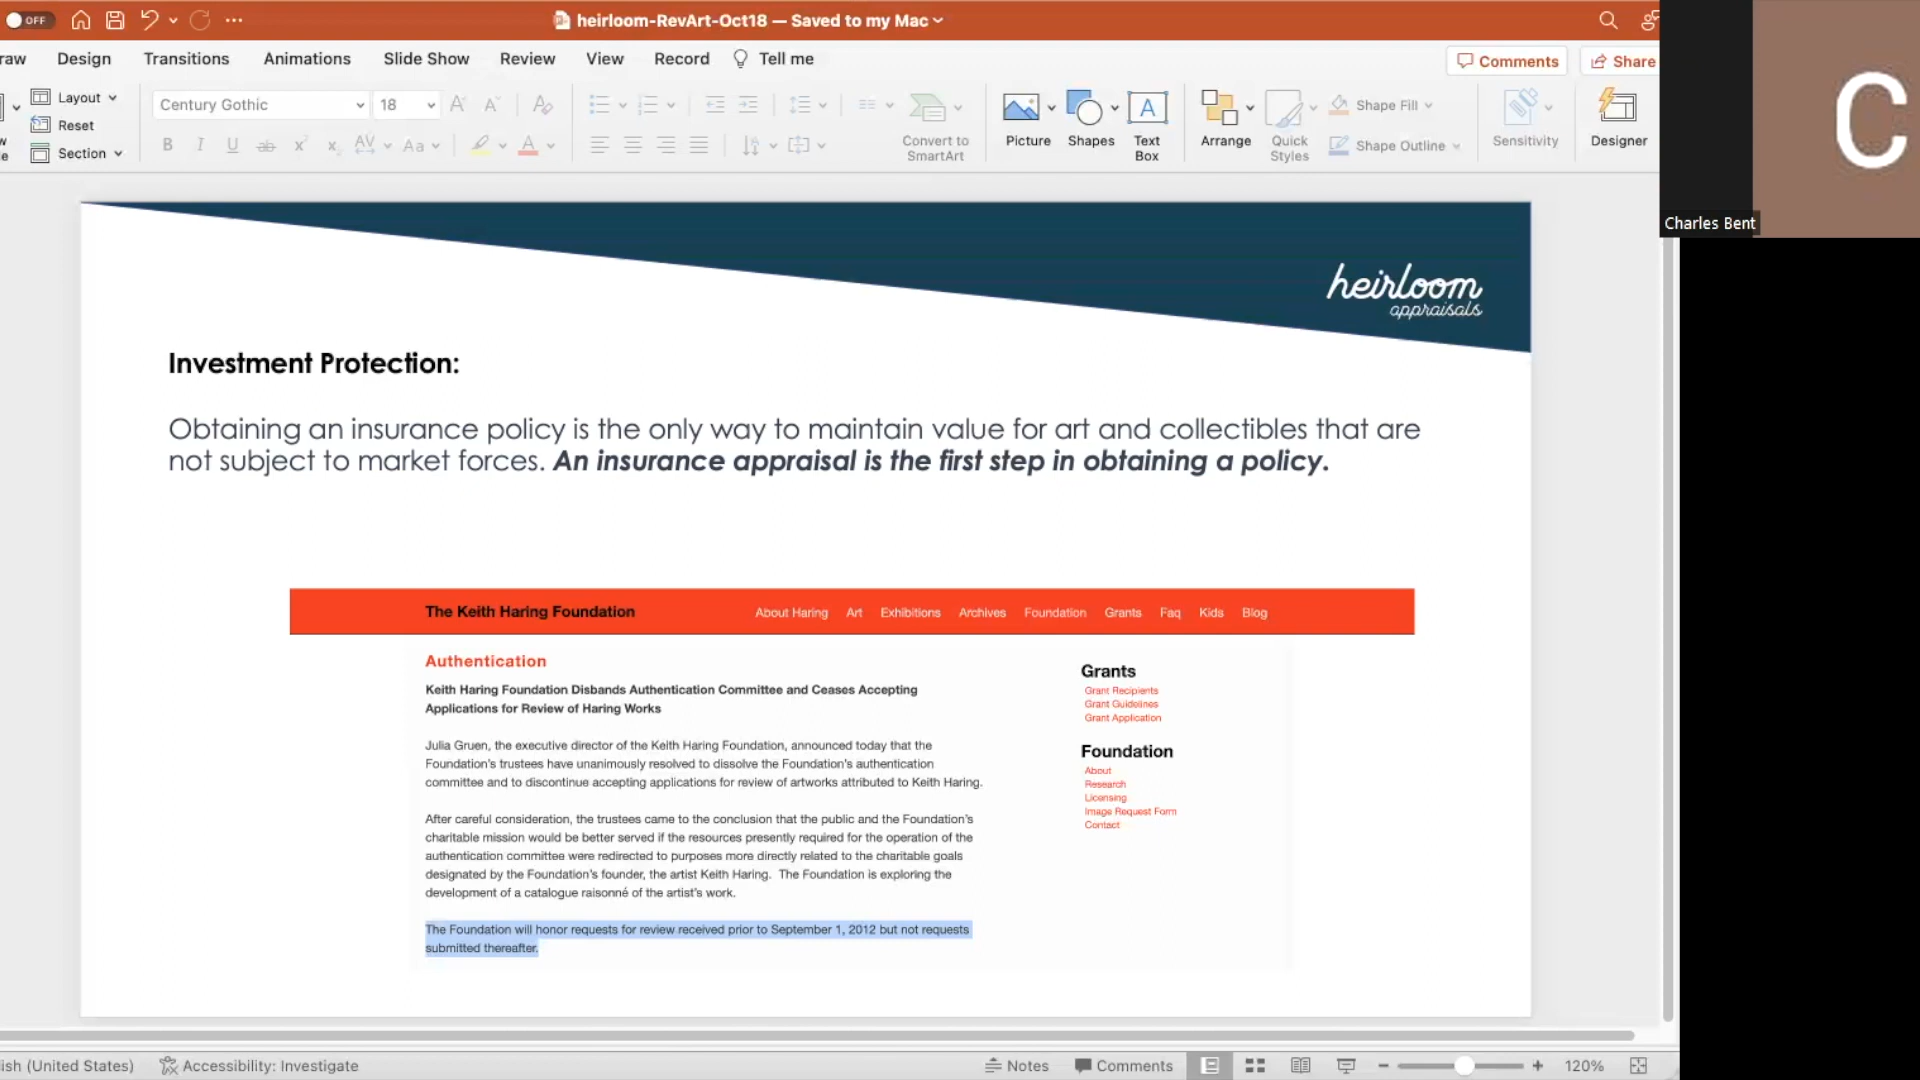 OFF
heirloom-RevArt-Oct18 — Saved to my Mac
Design Transitions Animations Slide Show Review View Record Tell me
Comments Share
Layout
Reset
Section
Century Gothic 18
Convert to
SmartArt
Picture
Shapes
Text
Box
Arrange
Quick
Styles
Shape Fill
Shape Outline
Sensitivity
Designer
C
Charles Bent
heirloom
appraisals
Investment Protection:
Obtaining an insurance policy is the only way to maintain value for art and collectibles that are
not subject to market forces. An insurance appraisal is the first step in obtaining a policy.
The Keith Haring Foundation
About Haring Art Exhibitions Archives Foundation Grants Faq Kids Blog
Authentication
Keith Haring Foundation Disbands Authentication Committee and Ceases Accepting
Applications for Review of Haring Works
Julia Gruen, the executive director of the Keith Haring Foundation, announced today that the
Foundation's trustees have unanimously resolved to dissolve the Foundation's authentication
committee and to discontinue accepting applications for review of artworks attributed to Keith Haring.
After careful consideration, the trustees came to the conclusion that the public and the Foundation's
charitable mission would be better served if the resources presently required for the operation of the
authentication committee were redirected to purposes more directly related to the charitable goals
designated by the Foundation's founder, the artist Keith Haring. The Foundation is exploring the
development of a catalogue raisonné of the artist's work.
The Foundation will honor requests for review received prior to September 1, 2012 but not requests
submitted thereafter.
Grants
Grant Recipients
Grant Guidelines
Grant Application
Foundation
About
Research
Licensing
Image Request Form
Contact
(United States) Accessibility: Investigate
Notes Comments 120%